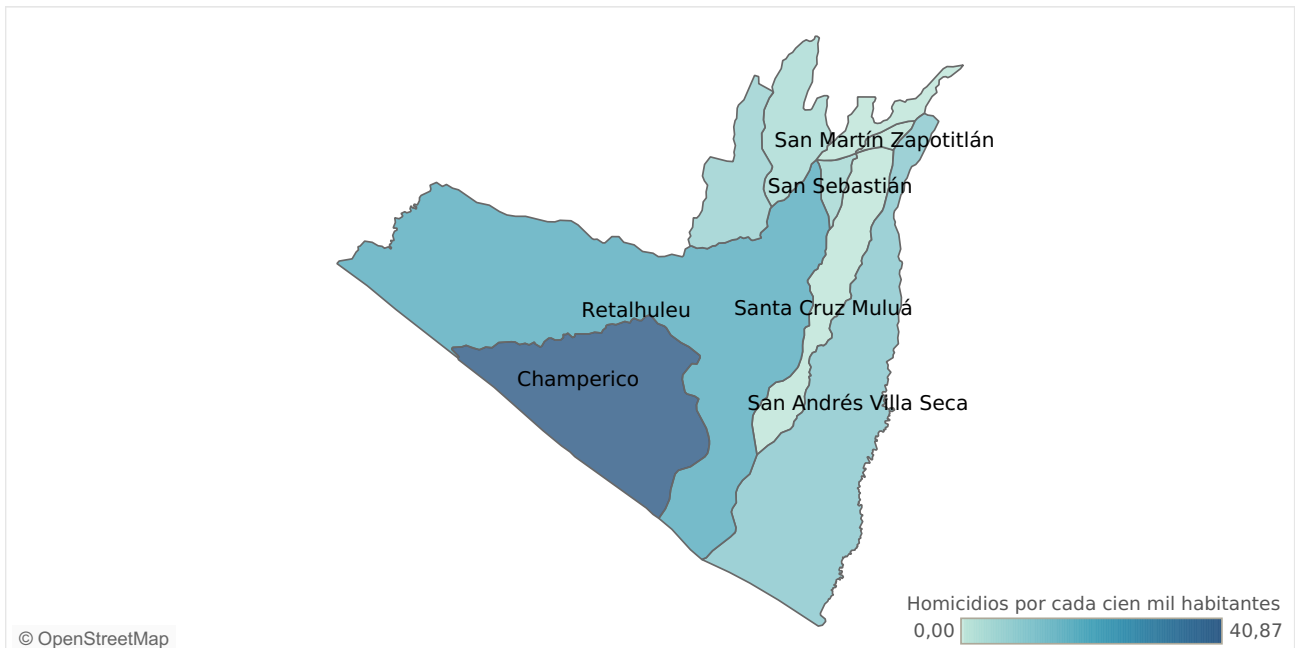 San Martín Zapotitlán
San Sebastián
Retalhuleu
Santa Cruz Muluá
Champerico
San Andrés Villa Seca
Homicidios por cada cien mil habitantes
0,00
40,87
© OpenStreetMap